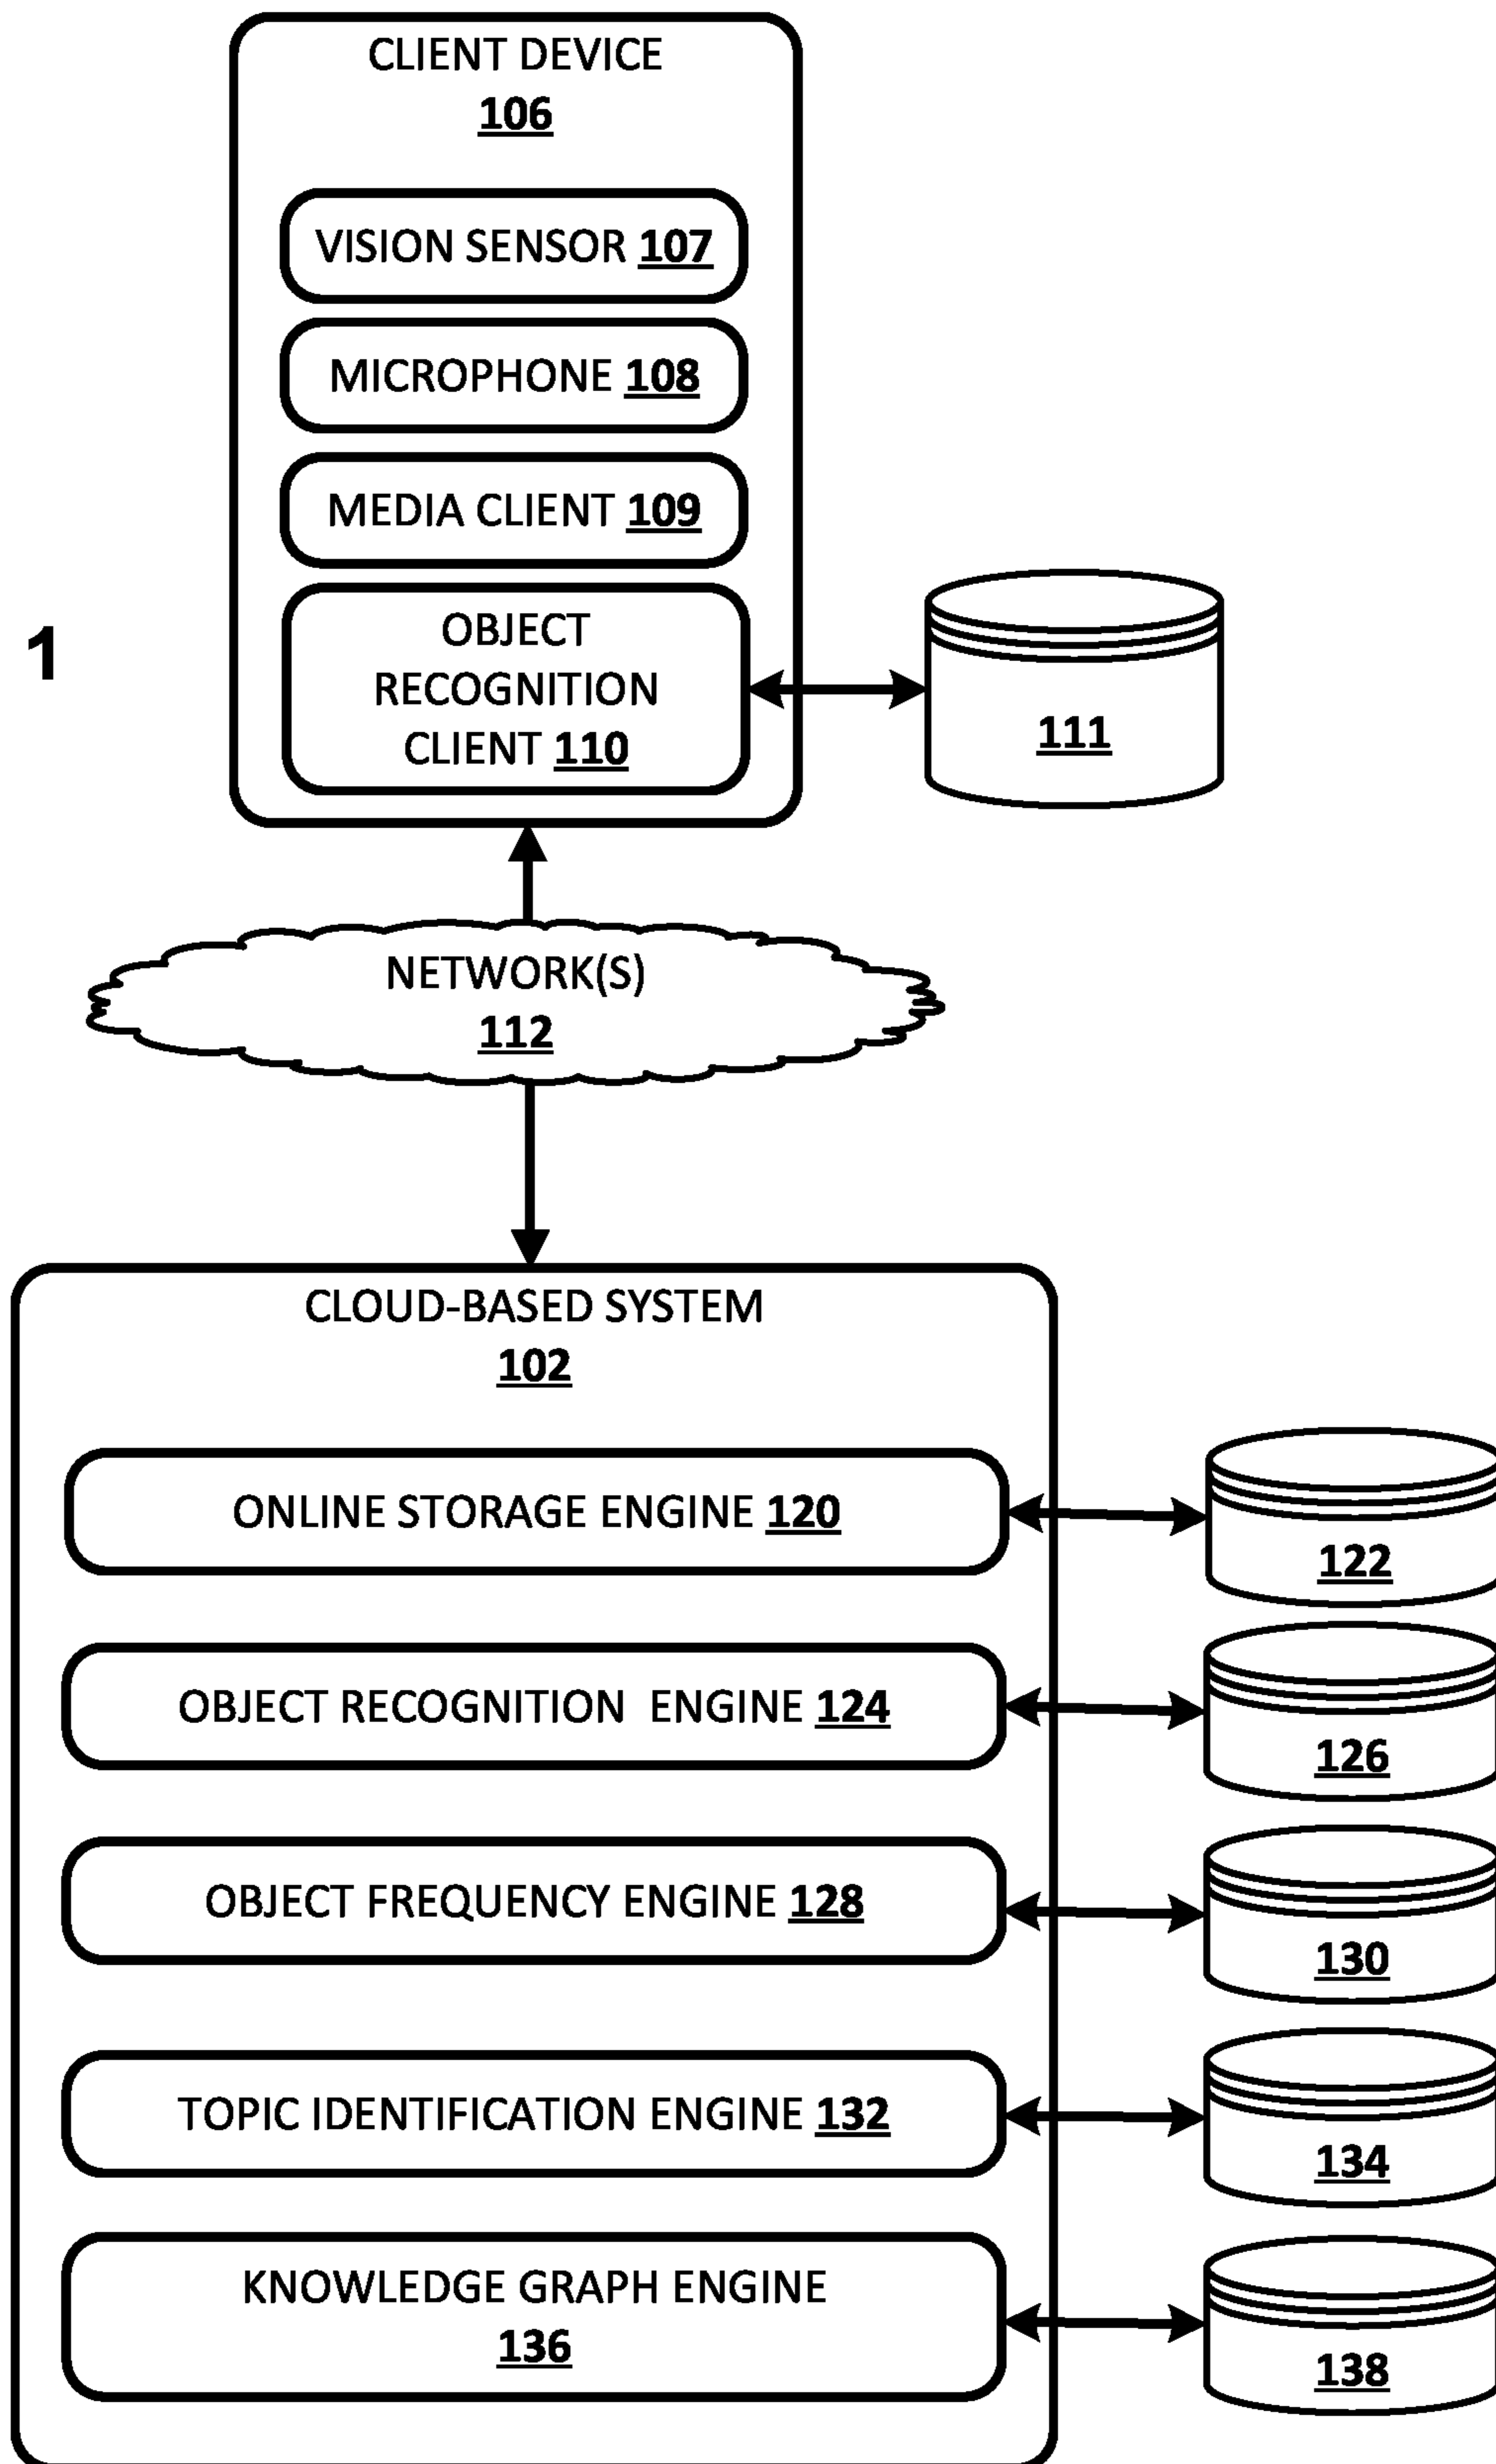 CLIENT DEVICE
106
VISION SENSOR 107
MICROPHONE 108
MEDIA CLIENT 109
OBJECT
RECOGNITION
CLIENT 110
111
1
NETWORK(S)
112
CLOUD-BASED SYSTEM
102
ONLINE STORAGE ENGINE 120
122
OBJECT RECOGNITION ENGINE 124
126
OBJECT FREQUENCY ENGINE 128
130
TOPIC IDENTIFICATION ENGINE 132
134
KNOWLEDGE GRAPH ENGINE
136
138